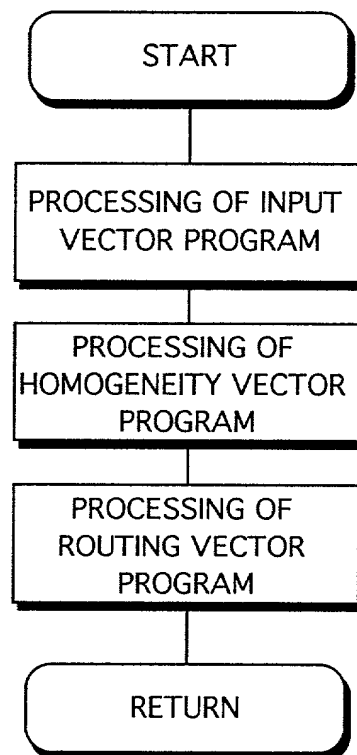 START
PROCESSING OF INPUT
VECTOR PROGRAM
PROCESSING OF
HOMOGENEITY VECTOR
PROGRAM
PROCESSING OF
ROUTING VECTOR
PROGRAM
RETURN